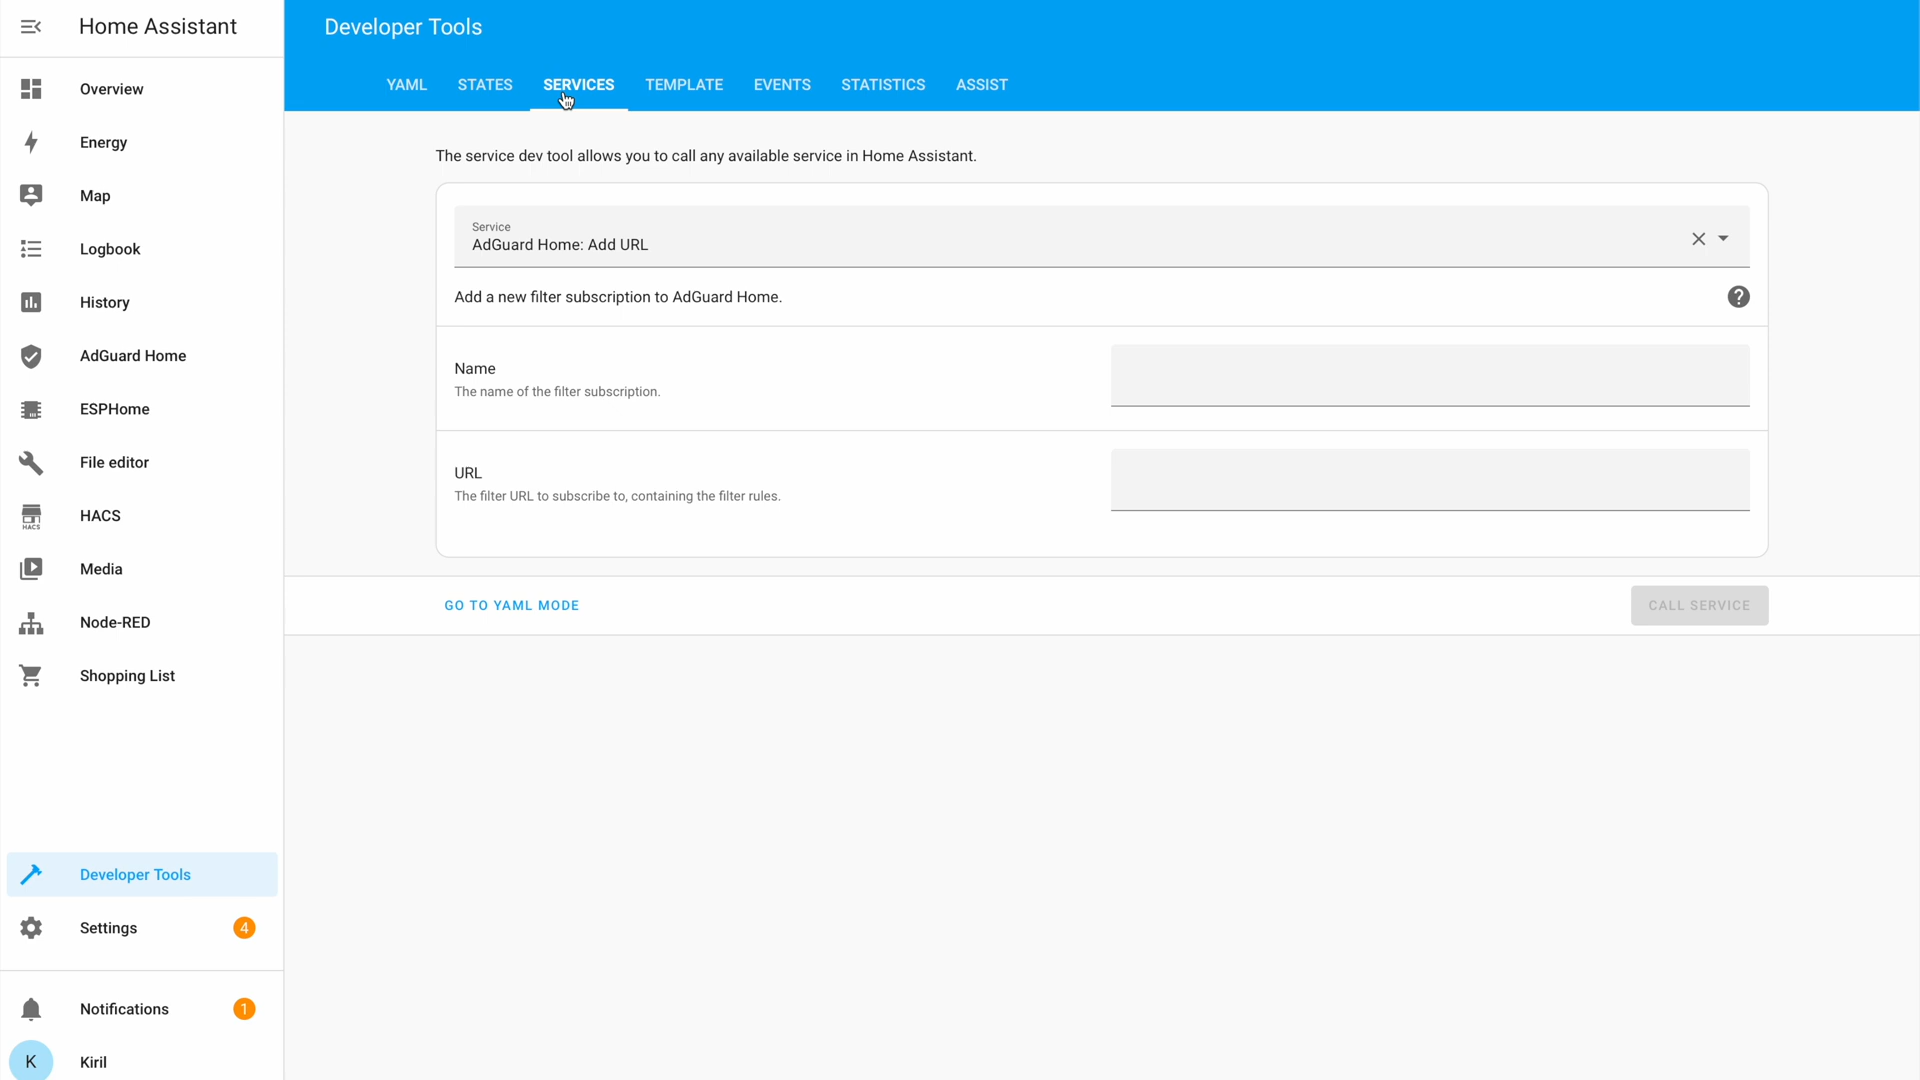 Home Assistant
Overview
Energy
Map
Logbook
History
AdGuard Home
ESPHome
File editor
HACS
HACS
Media
Node-RED
Shopping List
Developer Tools
Settings
4
Notifications
1
K
Kiril
Developer Tools
YAML STATES SERVICES TEMPLATE EVENTS STATISTICS ASSIST
The service dev tool allows you to call any available service in Home Assistant.
Service
AdGuard Home: Add URL
Add a new filter subscription to AdGuard Home.
?
Name
The name of the filter subscription.
URL
The filter URL to subscribe to, containing the filter rules.
GO TO YAML MODE
CALL SERVICE